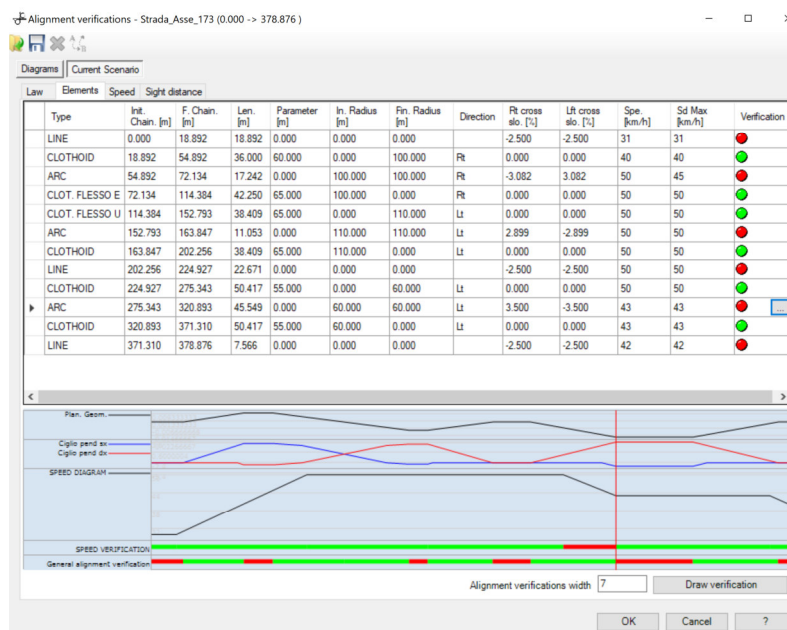 Alignment verifications - Strada_Asse_173 (0.000 -> 378.876 )
Diagrams Current Scenario
Law Elements Speed Sight distance
Type Init. Chain. [m] F. Chain. [m] Len. [m] Parameter [m] In. Radius [m] Fin. Radius [m] Direction Rt cross slo. [%] Lft cross slo. [%] Spe. [km/h] Sd Max [km/h] Verification
LINE 0.000 18.892 18.892 0.000 0.000 0.000 -2.500 -2.500 31 31
CLOTHOID 18.892 54.892 36.000 60.000 0.000 100.000 Rt 0.000 0.000 40 40
ARC 54.892 72.134 17.242 0.000 100.000 100.000 Rt -3.082 3.082 50 45
CLOT. FLESSO E 72.134 114.384 42.250 65.000 100.000 0.000 Rt 0.000 0.000 50 50
CLOT. FLESSO U 114.384 152.793 38.409 65.000 0.000 110.000 Lt 0.000 0.000 50 50
ARC 152.793 163.847 11.053 0.000 110.000 110.000 Lt 2.899 -2.899 50 50
CLOTHOID 163.847 202.256 38.409 65.000 110.000 0.000 Lt 0.000 0.000 50 50
LINE 202.256 224.927 22.671 0.000 0.000 0.000 -2.500 -2.500 50 50
CLOTHOID 224.927 275.343 50.417 55.000 0.000 60.000 Lt 0.000 0.000 50 50
ARC 275.343 320.893 45.549 0.000 60.000 60.000 Lt 3.500 -3.500 43 43 ...
CLOTHOID 320.893 371.310 50.417 55.000 60.000 0.000 Lt 0.000 0.000 43 43
LINE 371.310 378.876 7.566 0.000 0.000 0.000 -2.500 -2.500 42 42
Plan. Geom.
Ciglio pend sx
Ciglio pend dx
SPEED DIAGRAM
SPEED VERIFICATION
General alignment verification
Alignment verifications width 7 Draw verification
OK Cancel ?